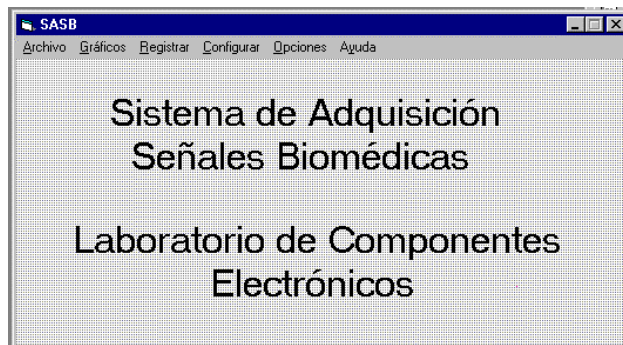 SASB
Archivo Gráficos Registrar Configurar Opciones Ayuda
Sistema de Adquisición
Señales Biomédicas
Laboratorio de Componentes
Electrónicos